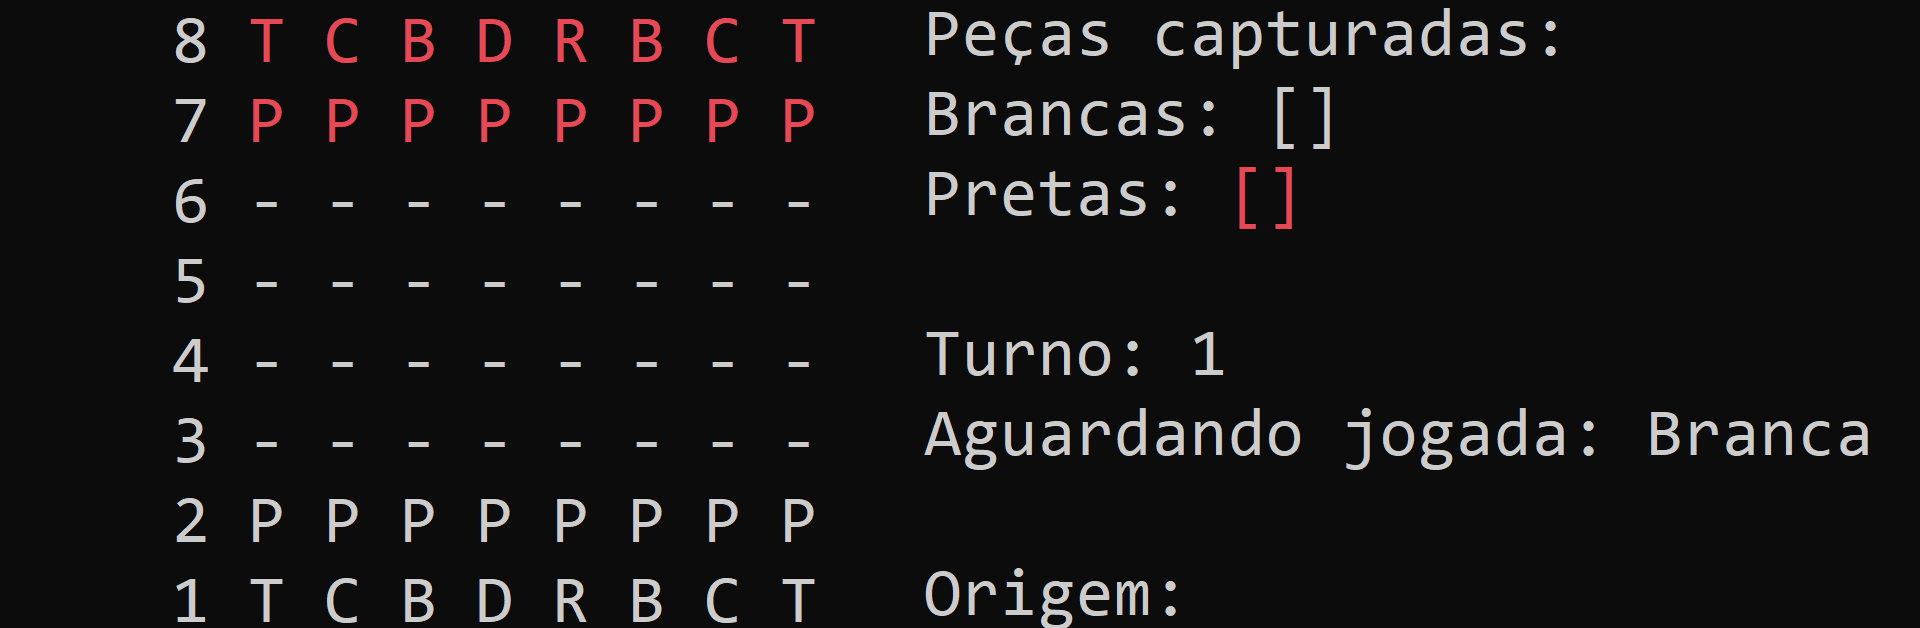 8 T C B D R B C T
7 P P P P P P P P
6 - - - - - - - -
5 - - - - - - - -
4 - - - - - - - -
3 - - - - - - - -
2 P P P P P P P P
1 T C B D R B C T
Peças capturadas:
Brancas: []
Pretas: []
Turno: 1
Aguardando jogada: Branca
Origem: